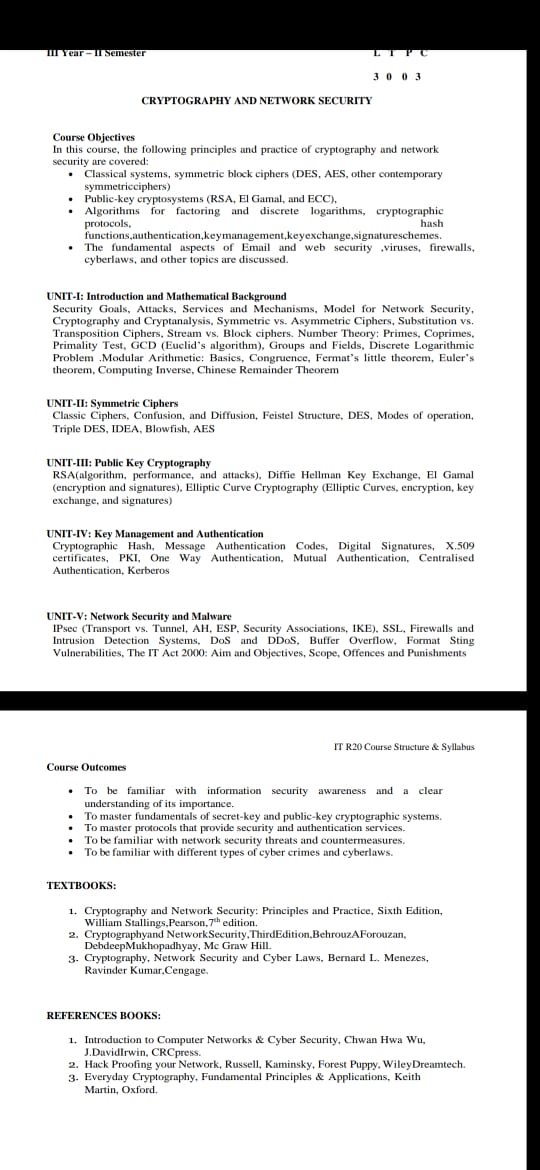 III Year – II Semester
L T P C
3 0 0 3
CRYPTOGRAPHY AND NETWORK SECURITY
Course Objectives
In this course, the following principles and practice of cryptography and network
security are covered:
• Classical systems, symmetric block ciphers (DES, AES, other contemporary
symmetricciphers)
• Public-key cryptosystems (RSA, El Gamal, and ECC),
• Algorithms for factoring and discrete logarithms, cryptographic
protocols, hash
functions,authentication,keymanagement,keyexchange,signatureschemes.
• The fundamental aspects of Email and web security ,viruses, firewalls,
cyberlaws, and other topics are discussed.
UNIT-I: Introduction and Mathematical Background
Security Goals, Attacks, Services and Mechanisms, Model for Network Security,
Cryptography and Cryptanalysis, Symmetric vs. Asymmetric Ciphers, Substitution vs.
Transposition Ciphers, Stream vs. Block ciphers. Number Theory: Primes, Coprimes,
Primality Test, GCD (Euclid's algorithm), Groups and Fields, Discrete Logarithmic
Problem .Modular Arithmetic: Basics, Congruence, Fermat's little theorem, Euler's
theorem, Computing Inverse, Chinese Remainder Theorem
UNIT-II: Symmetric Ciphers
Classic Ciphers, Confusion, and Diffusion, Feistel Structure, DES, Modes of operation,
Triple DES, IDEA, Blowfish, AES
UNIT-III: Public Key Cryptography
RSA(algorithm, performance, and attacks), Diffie Hellman Key Exchange, El Gamal
(encryption and signatures), Elliptic Curve Cryptography (Elliptic Curves, encryption, key
exchange, and signatures)
UNIT-IV: Key Management and Authentication
Cryptographic Hash, Message Authentication Codes, Digital Signatures, X.509
certificates, PKI, One Way Authentication, Mutual Authentication, Centralised
Authentication, Kerberos
UNIT-V: Network Security and Malware
IPsec (Transport vs. Tunnel, AH, ESP, Security Associations, IKE), SSL, Firewalls and
Intrusion Detection Systems, DoS and DDoS, Buffer Overflow, Format Sting
Vulnerabilities, The IT Act 2000: Aim and Objectives, Scope, Offences and Punishments
IT R20 Course Structure & Syllabus
Course Outcomes
• To be familiar with information security awareness and a clear
understanding of its importance.
• To master fundamentals of secret-key and public-key cryptographic systems.
• To master protocols that provide security and authentication services.
• To be familiar with network security threats and countermeasures.
• To be familiar with different types of cyber crimes and cyberlaws.
TEXTBOOKS:
1. Cryptography and Network Security: Principles and Practice, Sixth Edition,
William Stallings,Pearson,7th edition.
2. Cryptographyand NetworkSecurity,ThirdEdition,BehrouzAForouzan,
DebdeepMukhopadhyay, Mc Graw Hill.
3. Cryptography, Network Security and Cyber Laws, Bernard L. Menezes,
Ravinder Kumar,Cengage.
REFERENCES BOOKS:
1. Introduction to Computer Networks & Cyber Security, Chwan Hwa Wu,
J.DavidIrwin, CRCpress.
2. Hack Proofing your Network, Russell, Kaminsky, Forest Puppy, WileyDreamtech.
3. Everyday Cryptography, Fundamental Principles & Applications, Keith
Martin, Oxford.